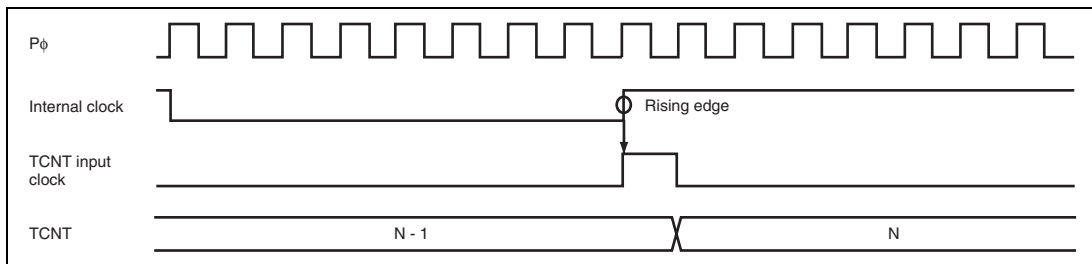 Pϕ
Internal clock
Rising edge
TCNT input
clock
TCNT
N - 1
N